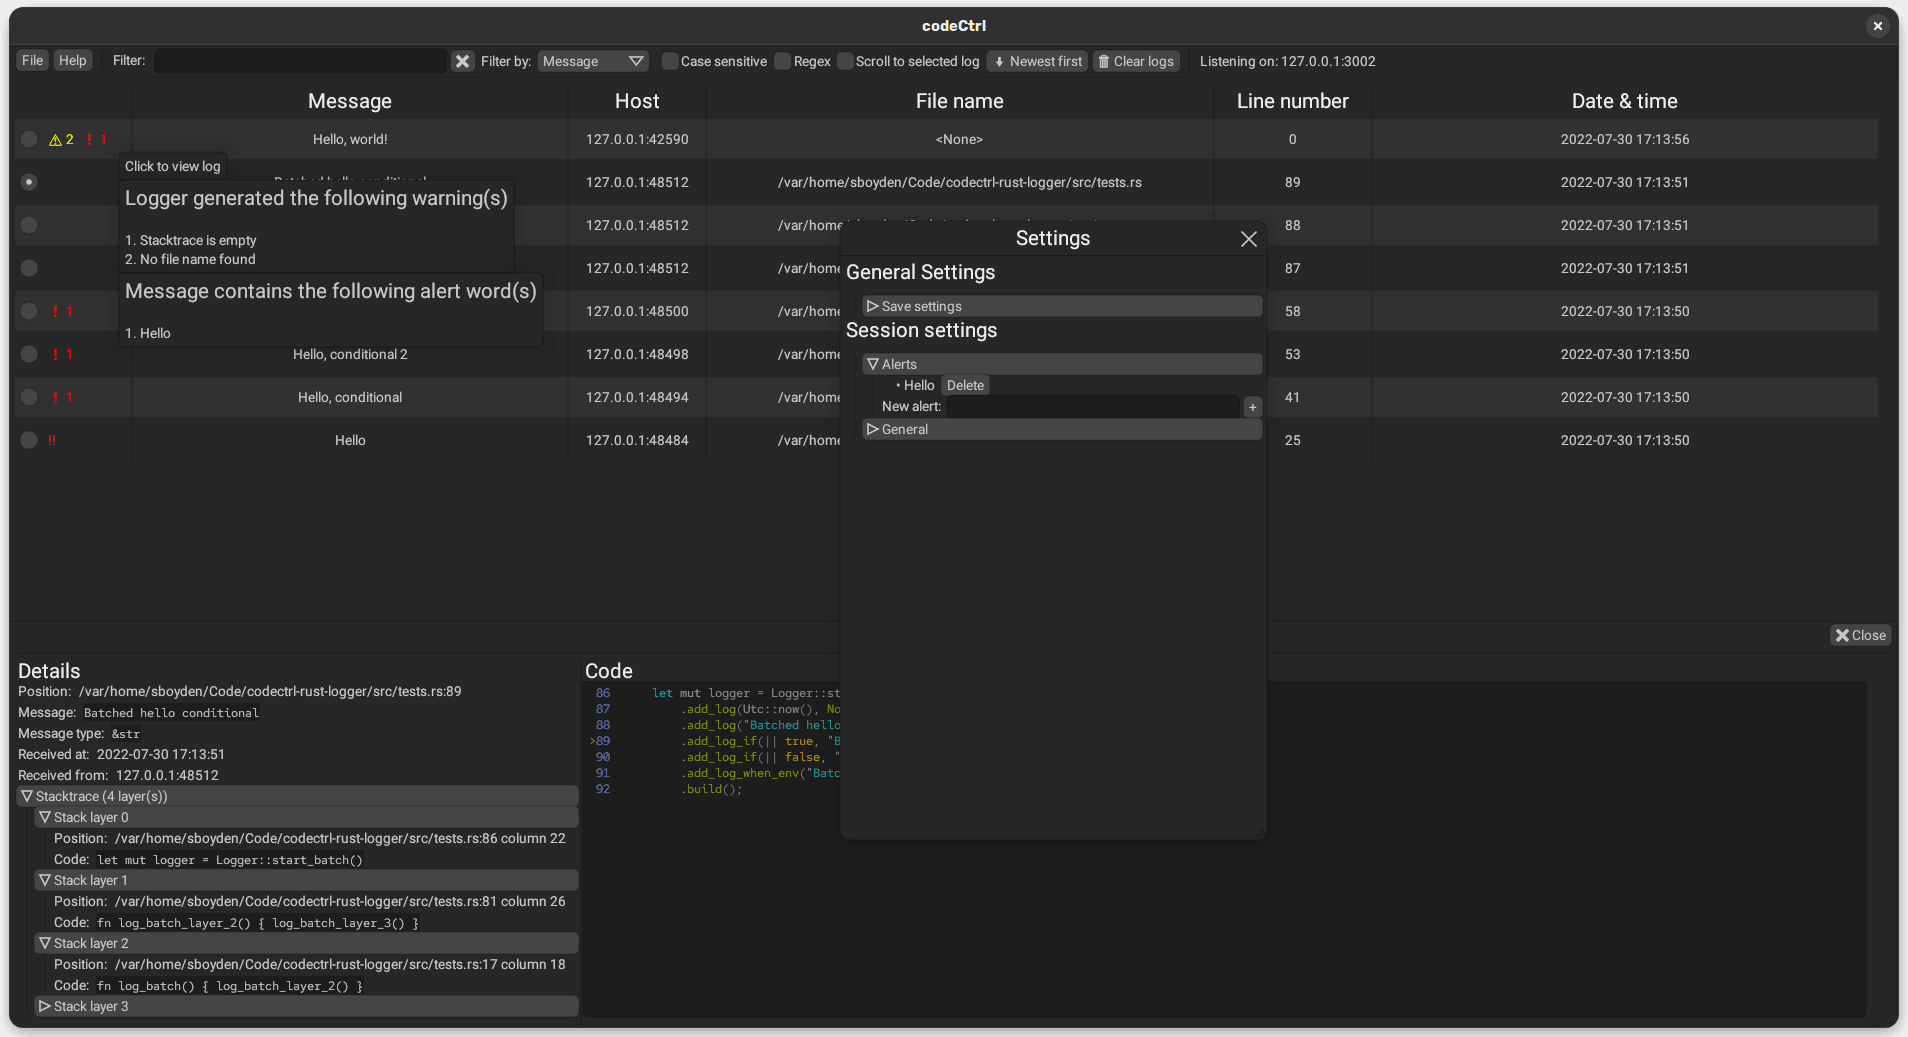 codeCtrl
File Help Filter: Filter by: Message Case sensitive Regex Scroll to selected log Newest first Clear logs Listening on: 127.0.0.1:3002
Message Host File name Line number Date & time
2 ! 1 Hello, world! 127.0.0.1:42590 <None> 0 2022-07-30 17:13:56
Click to view log
127.0.0.1:48512 /var/home/sboyden/Code/codectrl-rust-logger/src/tests.rs 89 2022-07-30 17:13:51
Logger generated the following warning(s)
127.0.0.1:48512 88 2022-07-30 17:13:51
1. Stacktrace is empty
2. No file name found
127.0.0.1:48512 /var/home 87 2022-07-30 17:13:51
Message contains the following alert word(s)
! 1 127.0.0.1:48500 /var/home 58 2022-07-30 17:13:50
1. Hello
! 1 Hello, conditional 2 127.0.0.1:48498 /var/home 53 2022-07-30 17:13:50
! 1 Hello, conditional 127.0.0.1:48494 /var/home 41 2022-07-30 17:13:50
!! Hello 127.0.0.1:48484 /var/home 25 2022-07-30 17:13:50
Settings
General Settings
Save settings
Session settings
Alerts
• Hello Delete
New alert: +
General
Close
Details
Position: /var/home/sboyden/Code/codectrl-rust-logger/src/tests.rs:89
Message: Batched hello conditional
Message type: &str
Received at: 2022-07-30 17:13:51
Received from: 127.0.0.1:48512
Stacktrace (4 layer(s))
Stack layer 0
Position: /var/home/sboyden/Code/codectrl-rust-logger/src/tests.rs:86 column 22
Code: let mut logger = Logger::start_batch()
Stack layer 1
Position: /var/home/sboyden/Code/codectrl-rust-logger/src/tests.rs:81 column 26
Code: fn log_batch_layer_2() { log_batch_layer_3() }
Stack layer 2
Position: /var/home/sboyden/Code/codectrl-rust-logger/src/tests.rs:17 column 18
Code: fn log_batch() { log_batch_layer_2() }
Stack layer 3
Code
86 let mut logger = Logger::st
87 .add_log(Utc::now(), No
88 .add_log("Batched hello
>89 .add_log_if(|| true, "B
90 .add_log_if(|| false, "
91 .add_log_when_env("Batc
92 .build();